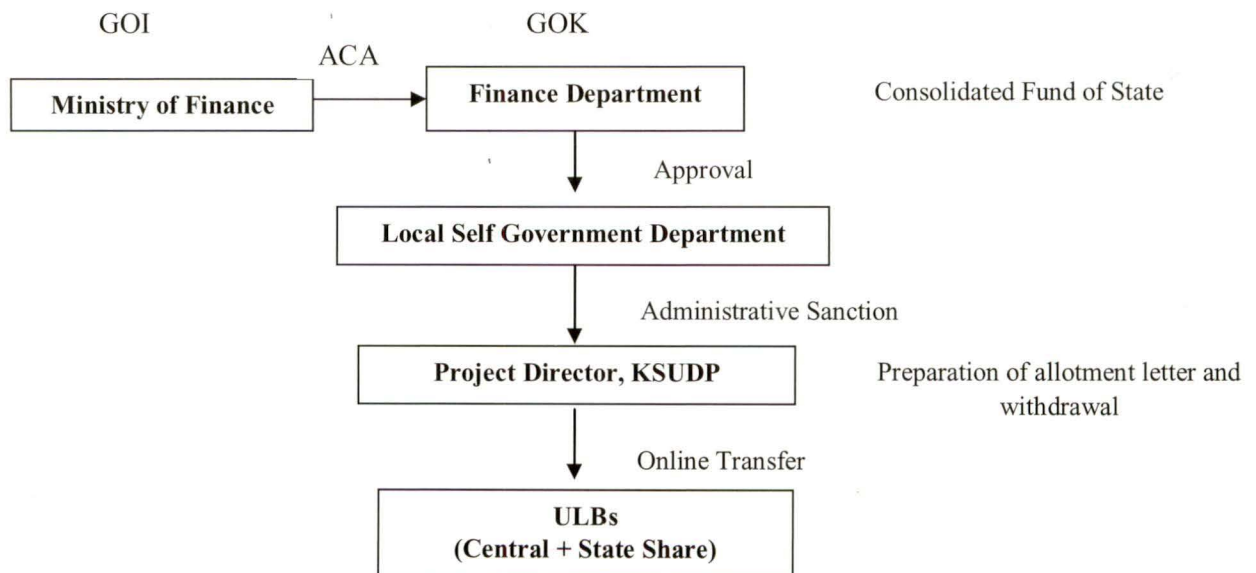 GOI
GOK
ACA
Ministry of Finance
Finance Department
Consolidated Fund of State
Approval
Local Self Government Department
Administrative Sanction
Project Director, KSUDP
Preparation of allotment letter and
withdrawal
Online Transfer
ULBs
(Central + State Share)